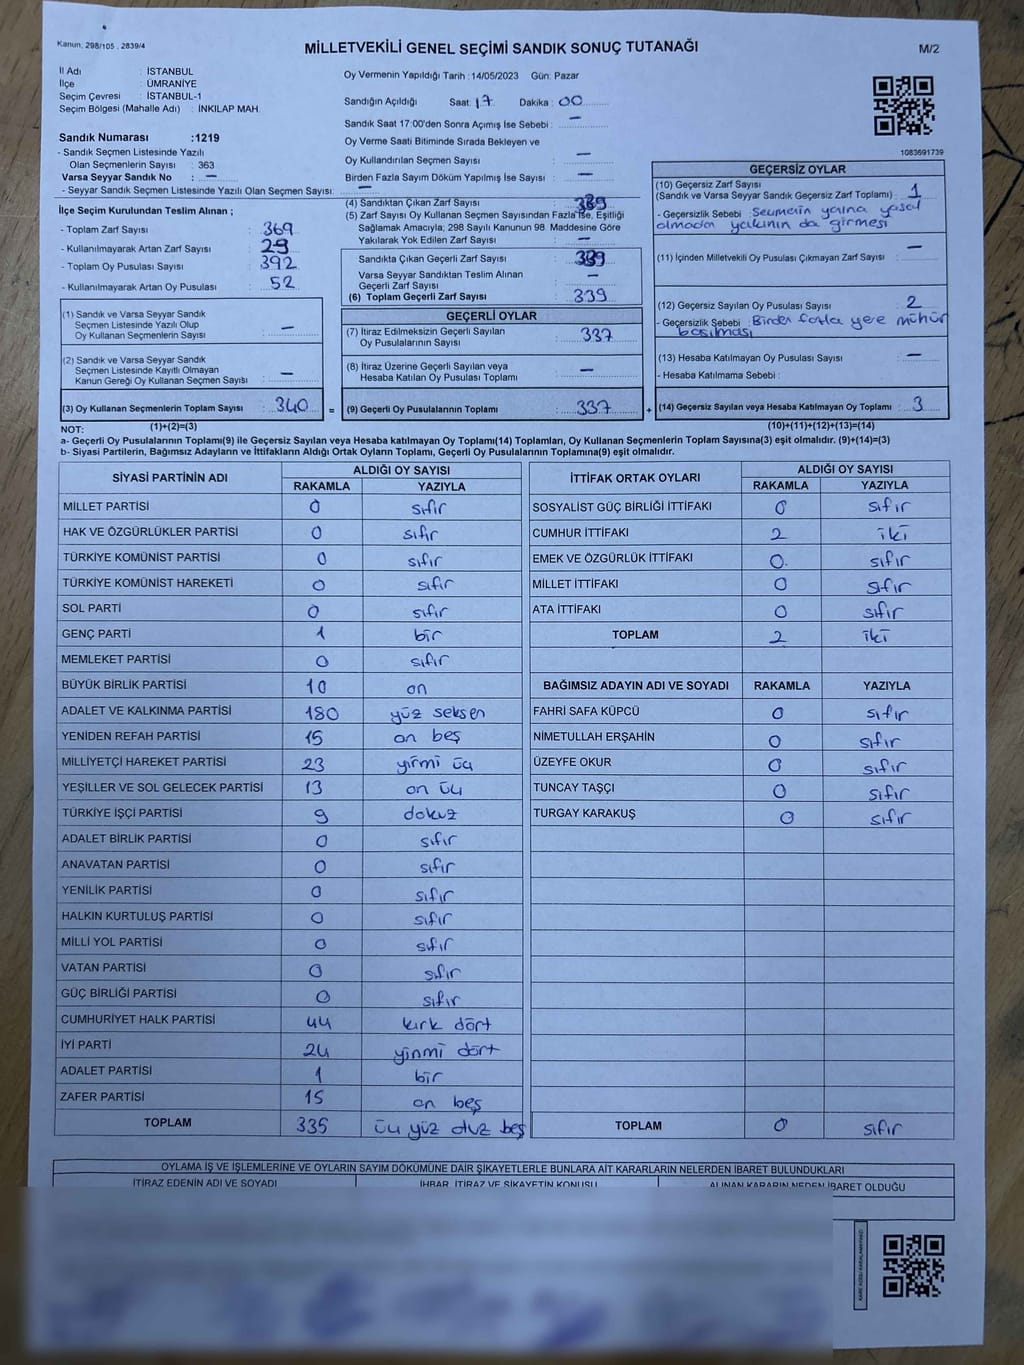 Kanun, 298/105 , 2839/4
MİLLETVEKİLİ GENEL SEÇİMİ SANDIK SONUÇ TUTANAĞI
M/2
İl Adı : İSTANBUL
İlçe : ÜMRANİYE
Seçim Çevresi : İSTANBUL-1
Seçim Bölgesi (Mahalle Adı) : İNKILAP MAH.
Sandık Numarası :1219
- Sandık Seçmen Listesinde Yazılı
Olan Seçmenlerin Sayısı : 363
Varsa Seyyar Sandık No : —
- Seyyar Sandık Seçmen Listesinde Yazılı Olan Seçmen Sayısı: —
Oy Vermenin Yapıldığı Tarih :14/05/2023 Gün: Pazar
Sandığın Açıldığı Saat: 17 Dakika : 00
Sandık Saat 17:00'den Sonra Açımış İse Sebebi : —
Oy Verme Saati Bitiminde Sırada Bekleyen ve
Oy Kullandırılan Seçmen Sayısı : —
Birden Fazla Sayım Döküm Yapılmış İse Sayısı : —
1083691739
İlçe Seçim Kurulundan Teslim Alınan ;
- Toplam Zarf Sayısı : 369
- Kullanılmayarak Artan Zarf Sayısı : 29
- Toplam Oy Pusulası Sayısı : 392
- Kullanılmayarak Artan Oy Pusulası : 52
(1) Sandık ve Varsa Seyyar Sandık
Seçmen Listesinde Yazılı Olup
Oy Kullanan Seçmenlerin Sayısı : —
(2) Sandık ve Varsa Seyyar Sandık
Seçmen Listesinde Kayıtlı Olmayan
Kanun Gereği Oy Kullanan Seçmen Sayısı : —
(3) Oy Kullanan Seçmenlerin Toplam Sayısı : 340 =
(1)+(2)=(3)
(4) Sandıktan Çıkan Zarf Sayısı : 339
(5) Zarf Sayısı Oy Kullanan Seçmen Sayısından Fazla İse, Eşitliği
Sağlamak Amacıyla; 298 Sayılı Kanunun 98. Maddesine Göre
Yakılarak Yok Edilen Zarf Sayısı : —
Sandıkta Çıkan Geçerli Zarf Sayısı : 339
Varsa Seyyar Sandıktan Teslim Alınan
Geçerli Zarf Sayısı : —
(6) Toplam Geçerli Zarf Sayısı : 339
GEÇERLİ OYLAR
(7) İtiraz Edilmeksizin Geçerli Sayılan
Oy Pusulalarının Sayısı : 337
(8) İtiraz Üzerine Geçerli Sayılan veya
Hesaba Katılan Oy Pusulası Toplamı : —
(9) Geçerli Oy Pusulalarının Toplamı : 337 +
GEÇERSİZ OYLAR
(10) Geçersiz Zarf Sayısı
(Sandık ve Varsa Seyyar Sandık Geçersiz Zarf Toplamı) : 1
- Geçersizlik Sebebi : Seçmenin yalnız yasal
olmadan yakının da girmesi
(11) İçinden Milletvekili Oy Pusulası Çıkmayan Zarf Sayısı : —
(12) Geçersiz Sayılan Oy Pusulası Sayısı : 2
- Geçersizlik Sebebi : Birden fazla yere mühür
basılması
(13) Hesaba Katılmayan Oy Pusulası Sayısı : —
- Hesaba Katılmama Sebebi :
(14) Geçersiz Sayılan veya Hesaba Katılmayan Oy Toplamı : 3
(10)+(11)+(12)+(13)=(14)
NOT:
a- Geçerli Oy Pusulalarının Toplamı(9) ile Geçersiz Sayılan veya Hesaba katılmayan Oy Toplamı(14) Toplamları, Oy Kullanan Seçmenlerin Toplam Sayısına(3) eşit olmalıdır. (9)+(14)=(3)
b- Siyasi Partilerin, Bağımsız Adayların ve İttifakların Aldığı Ortak Oyların Toplamı, Geçerli Oy Pusulalarının Toplamına(9) eşit olmalıdır.
SİYASİ PARTİNİN ADI ALDIĞI OY SAYISI
RAKAMLA YAZIYLA
MİLLET PARTİSİ 0 sıfır
HAK VE ÖZGÜRLÜKLER PARTİSİ 0 sıfır
TÜRKİYE KOMÜNİST PARTİSİ 0 sıfır
TÜRKİYE KOMÜNİST HAREKETİ 0 sıfır
SOL PARTİ 0 sıfır
GENÇ PARTİ 1 bir
MEMLEKET PARTİSİ 0 sıfır
BÜYÜK BİRLİK PARTİSİ 10 on
ADALET VE KALKINMA PARTİSİ 180 yüz seksen
YENİDEN REFAH PARTİSİ 15 on beş
MİLLİYETÇİ HAREKET PARTİSİ 23 yirmi üç
YEŞİLLER VE SOL GELECEK PARTİSİ 13 on üç
TÜRKİYE İŞÇİ PARTİSİ 9 dokuz
ADALET BİRLİK PARTİSİ 0 sıfır
ANAVATAN PARTİSİ 0 sıfır
YENİLİK PARTİSİ 0 sıfır
HALKIN KURTULUŞ PARTİSİ 0 sıfır
MİLLİ YOL PARTİSİ 0 sıfır
VATAN PARTİSİ 0 sıfır
GÜÇ BİRLİĞİ PARTİSİ 0 sıfır
CUMHURİYET HALK PARTİSİ 44 kırk dört
İYİ PARTİ 24 yirmi dört
ADALET PARTİSİ 1 bir
ZAFER PARTİSİ 15 on beş
TOPLAM 335 üç yüz otuz beş
İTTİFAK ORTAK OYLARI ALDIĞI OY SAYISI
RAKAMLA YAZIYLA
SOSYALİST GÜÇ BİRLİĞİ İTTİFAKI 0 sıfır
CUMHUR İTTİFAKI 2 iki
EMEK VE ÖZGÜRLÜK İTTİFAKI 0 sıfır
MİLLET İTTİFAKI 0 sıfır
ATA İTTİFAKI 0 sıfır
TOPLAM 2 iki
BAĞIMSIZ ADAYIN ADI VE SOYADI RAKAMLA YAZIYLA
FAHRİ SAFA KÜPCÜ 0 sıfır
NİMETULLAH ERŞAHİN 0 sıfır
ÜZEYFE OKUR 0 sıfır
TUNCAY TAŞÇI 0 sıfır
TURGAY KARAKUŞ 0 sıfır
TOPLAM 0 sıfır
OYLAMA İŞ VE İŞLEMLERİNE VE OYLARIN SAYIM DÖKÜMÜNE DAİR ŞİKAYETLERLE BUNLARA AİT KARARLARIN NELERDEN İBARET BULUNDUKLARI
İTİRAZ EDENİN ADI VE SOYADI İHBAR, İTİRAZ VE ŞİKAYETİN KONUSU ALINAN KARARIN NEDEN İBARET OLDUĞU